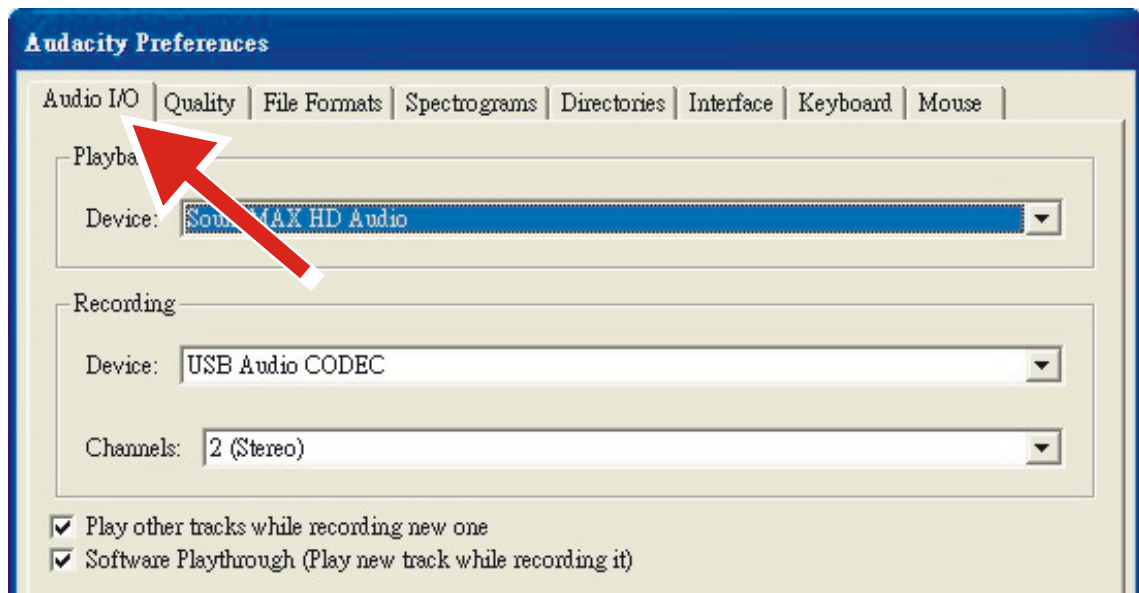 Audacity Preferences
Audio I/O Quality File Formats Spectrograms Directories Interface Keyboard Mouse
Device: MAX HD Audio
Recording
Device: USB Audio CODEC
Channels: 2 (Stereo)
Play other tracks while recording new one
Software Playthrough (Play new track while recording it)